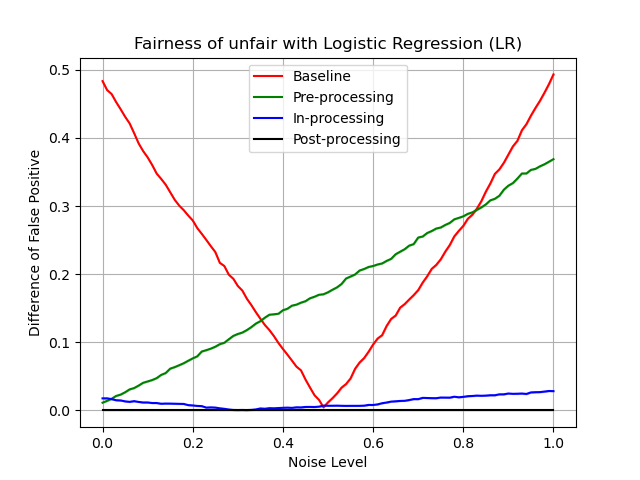 Fairness of unfair with Logistic Regression (LR)
Baseline
Pre-processing
In-processing
Post-processing
Difference of False Positive
0.5
0.4
0.3
0.2
0.1
0.0
0.0 0.2 0.4 0.6 0.8 1.0
Noise Level